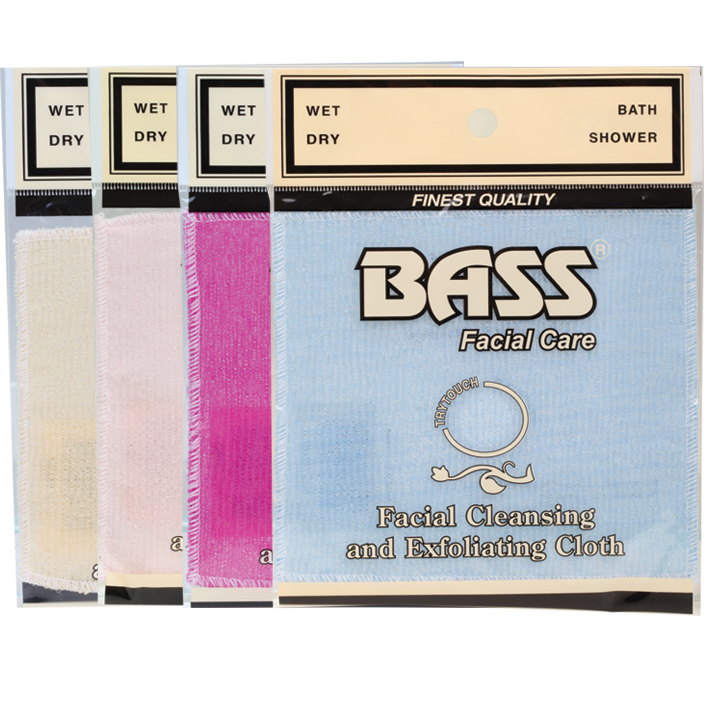 WET
DRY
WET
DRY
WET
DRY
WET BATH
DRY SHOWER
FINEST QUALITY
BASS®
Facial Care
TRYTOUCH
Facial Cleansing
and Exfoliating Cloth
a
a
a